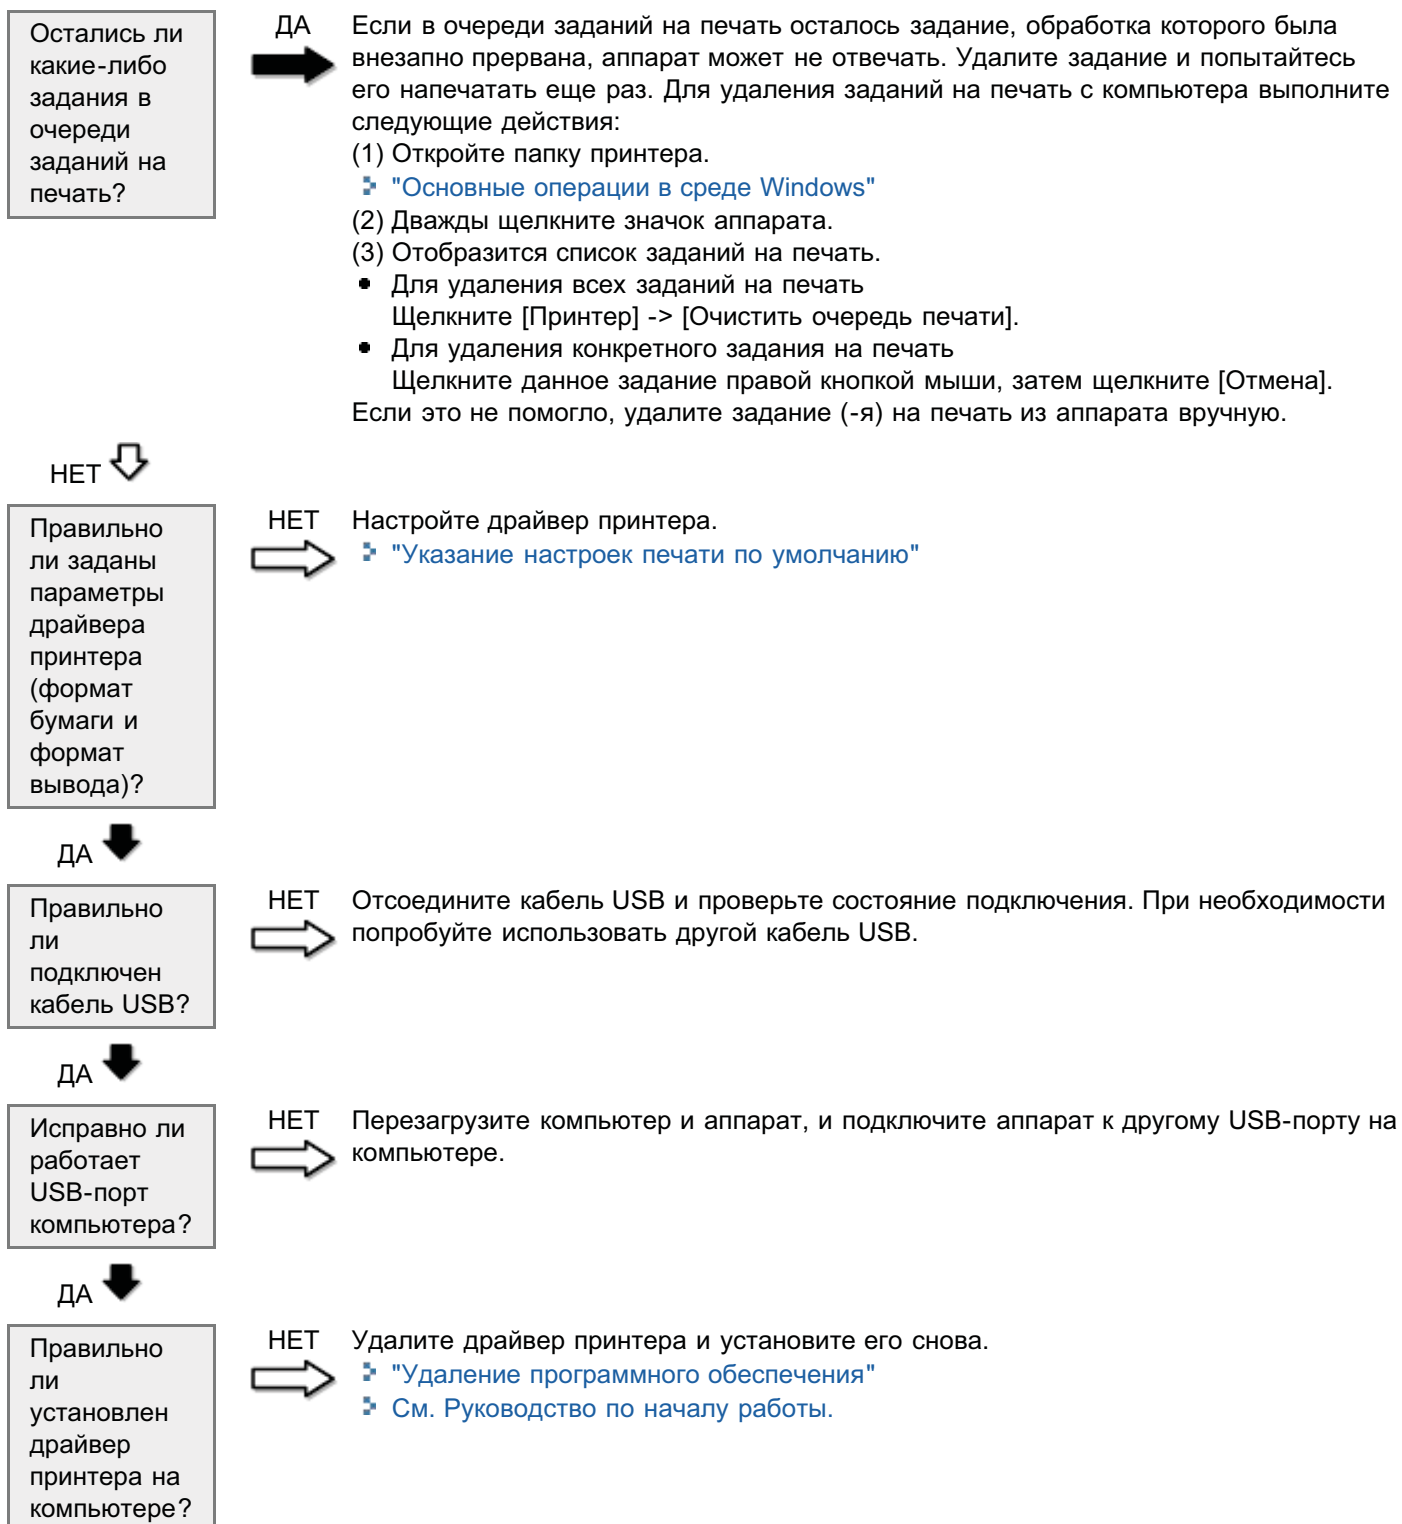 Остались ли
какие-либо
задания в
очереди
заданий на
печать?
ДА
Если в очереди заданий на печать осталось задание, обработка которого была
внезапно прервана, аппарат может не отвечать. Удалите задание и попытайтесь
его напечатать еще раз. Для удаления заданий на печать с компьютера выполните
следующие действия:
(1) Откройте папку принтера.
"Основные операции в среде Windows"
(2) Дважды щелкните значок аппарата.
(3) Отобразится список заданий на печать.
• Для удаления всех заданий на печать
Щелкните [Принтер] -> [Очистить очередь печати].
• Для удаления конкретного задания на печать
Щелкните данное задание правой кнопкой мыши, затем щелкните [Отмена].
Если это не помогло, удалите задание (-я) на печать из аппарата вручную.
НЕТ
Правильно
ли заданы
параметры
драйвера
принтера
(формат
бумаги и
формат
вывода)?
НЕТ
Настройте драйвер принтера.
"Указание настроек печати по умолчанию"
ДА
Правильно
ли
подключен
кабель USB?
НЕТ
Отсоедините кабель USB и проверьте состояние подключения. При необходимости
попробуйте использовать другой кабель USB.
ДА
Исправно ли
работает
USB-порт
компьютера?
НЕТ
Перезагрузите компьютер и аппарат, и подключите аппарат к другому USB-порту на
компьютере.
ДА
Правильно
ли
установлен
драйвер
принтера на
компьютере?
НЕТ
Удалите драйвер принтера и установите его снова.
"Удаление программного обеспечения"
См. Руководство по началу работы.